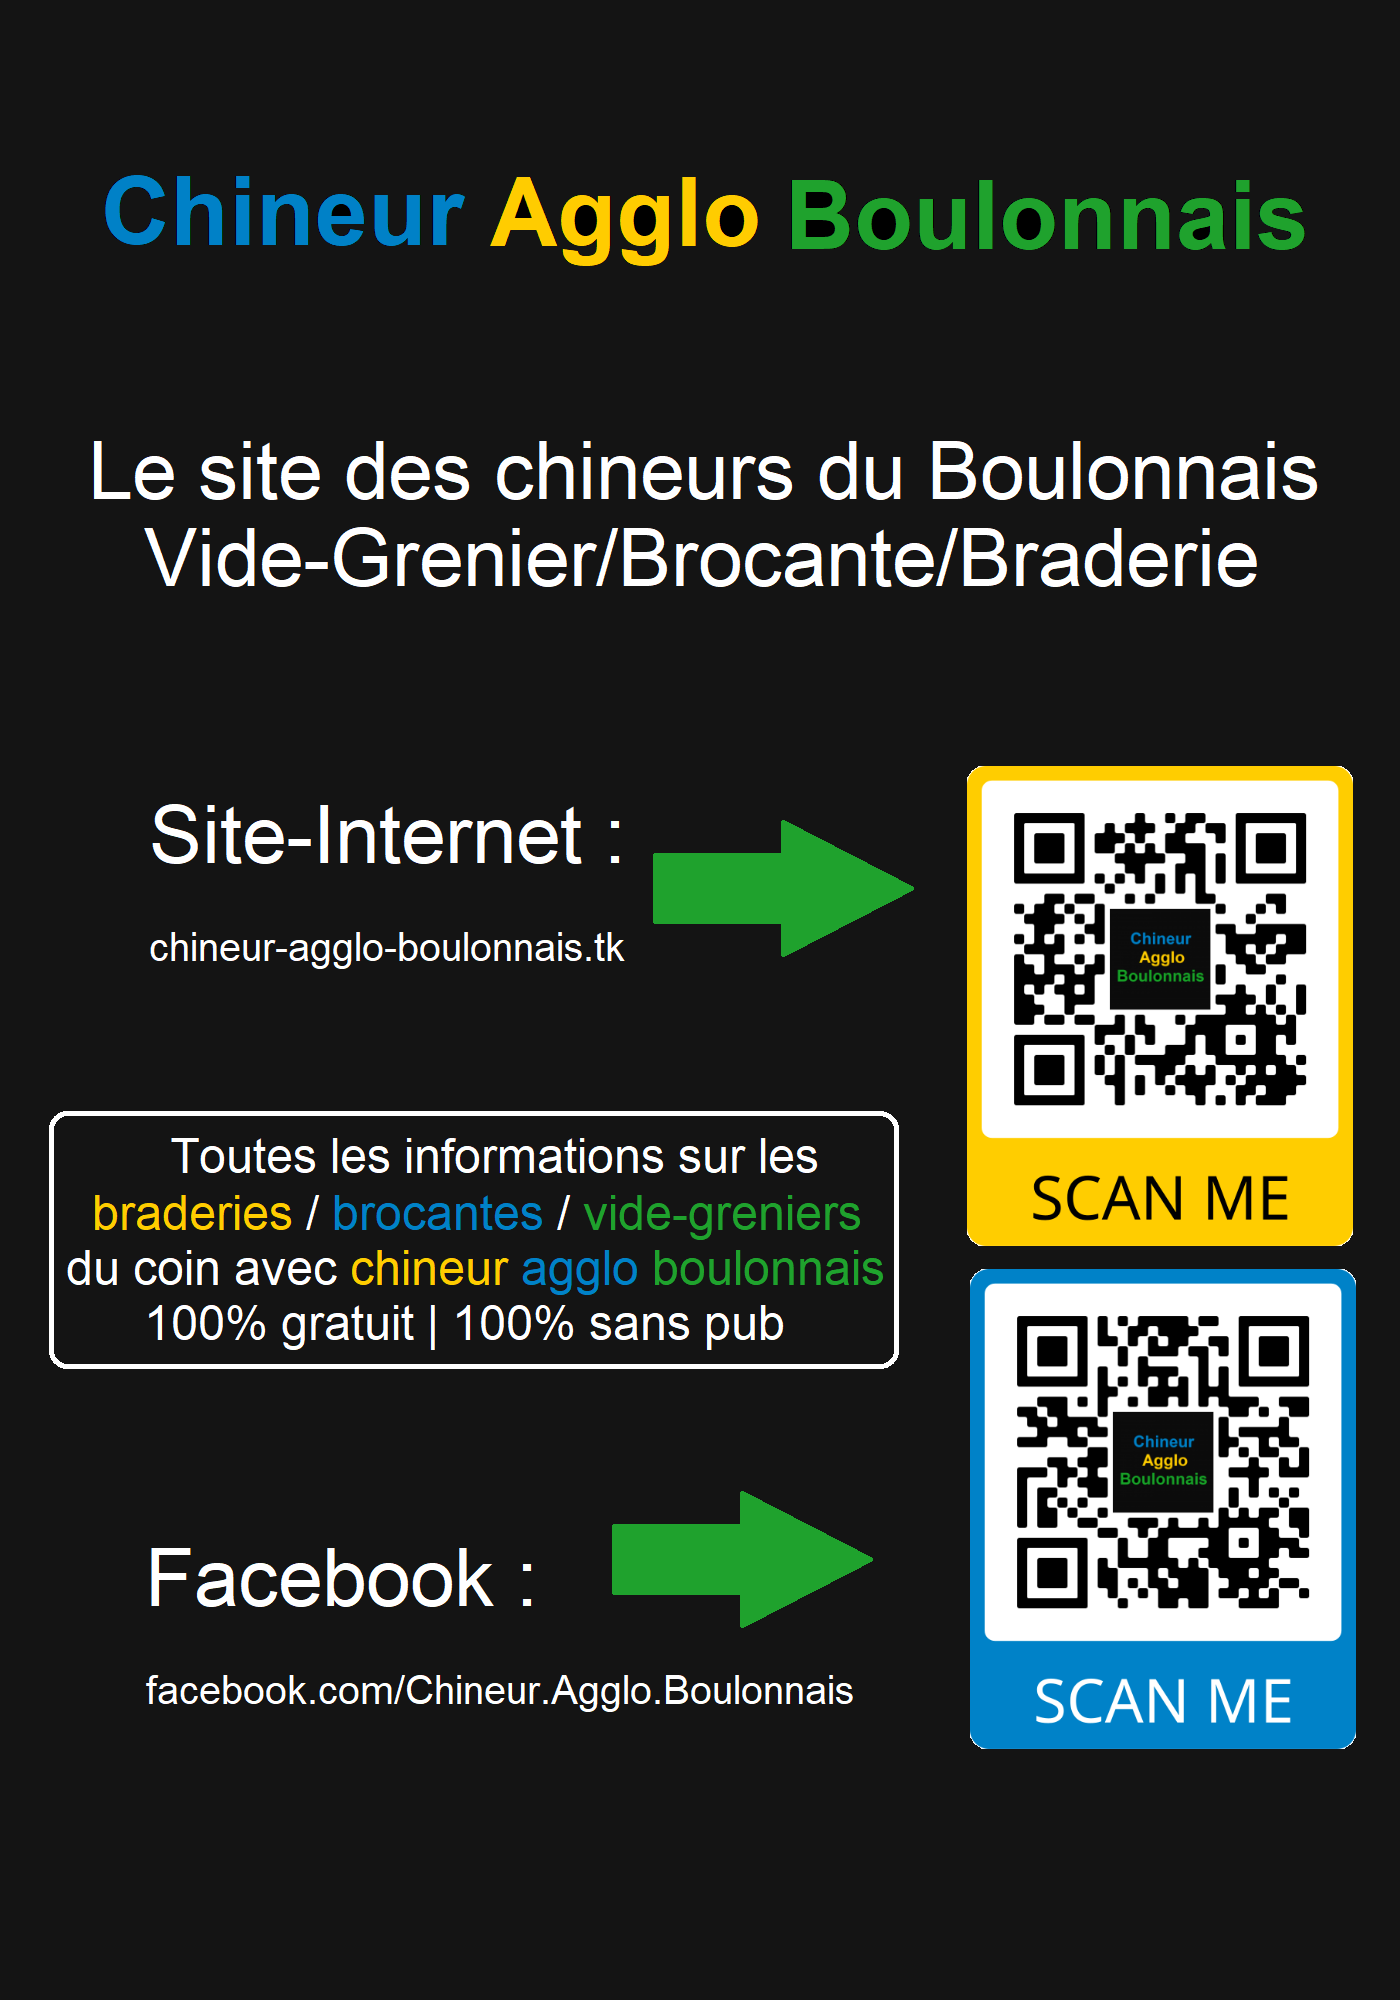 Chineur Agglo Boulonnais
Le site des chineurs du Boulonnais
Vide-Grenier/Brocante/Braderie
Site-Internet :
chineur-agglo-boulonnais.tk
Chineur
Agglo
Boulonnais
SCAN ME
Toutes les informations sur les
braderies / brocantes / vide-greniers
du coin avec chineur agglo boulonnais
100% gratuit | 100% sans pub
Chineur
Agglo
Boulonnais
SCAN ME
Facebook :
facebook.com/Chineur.Agglo.Boulonnais